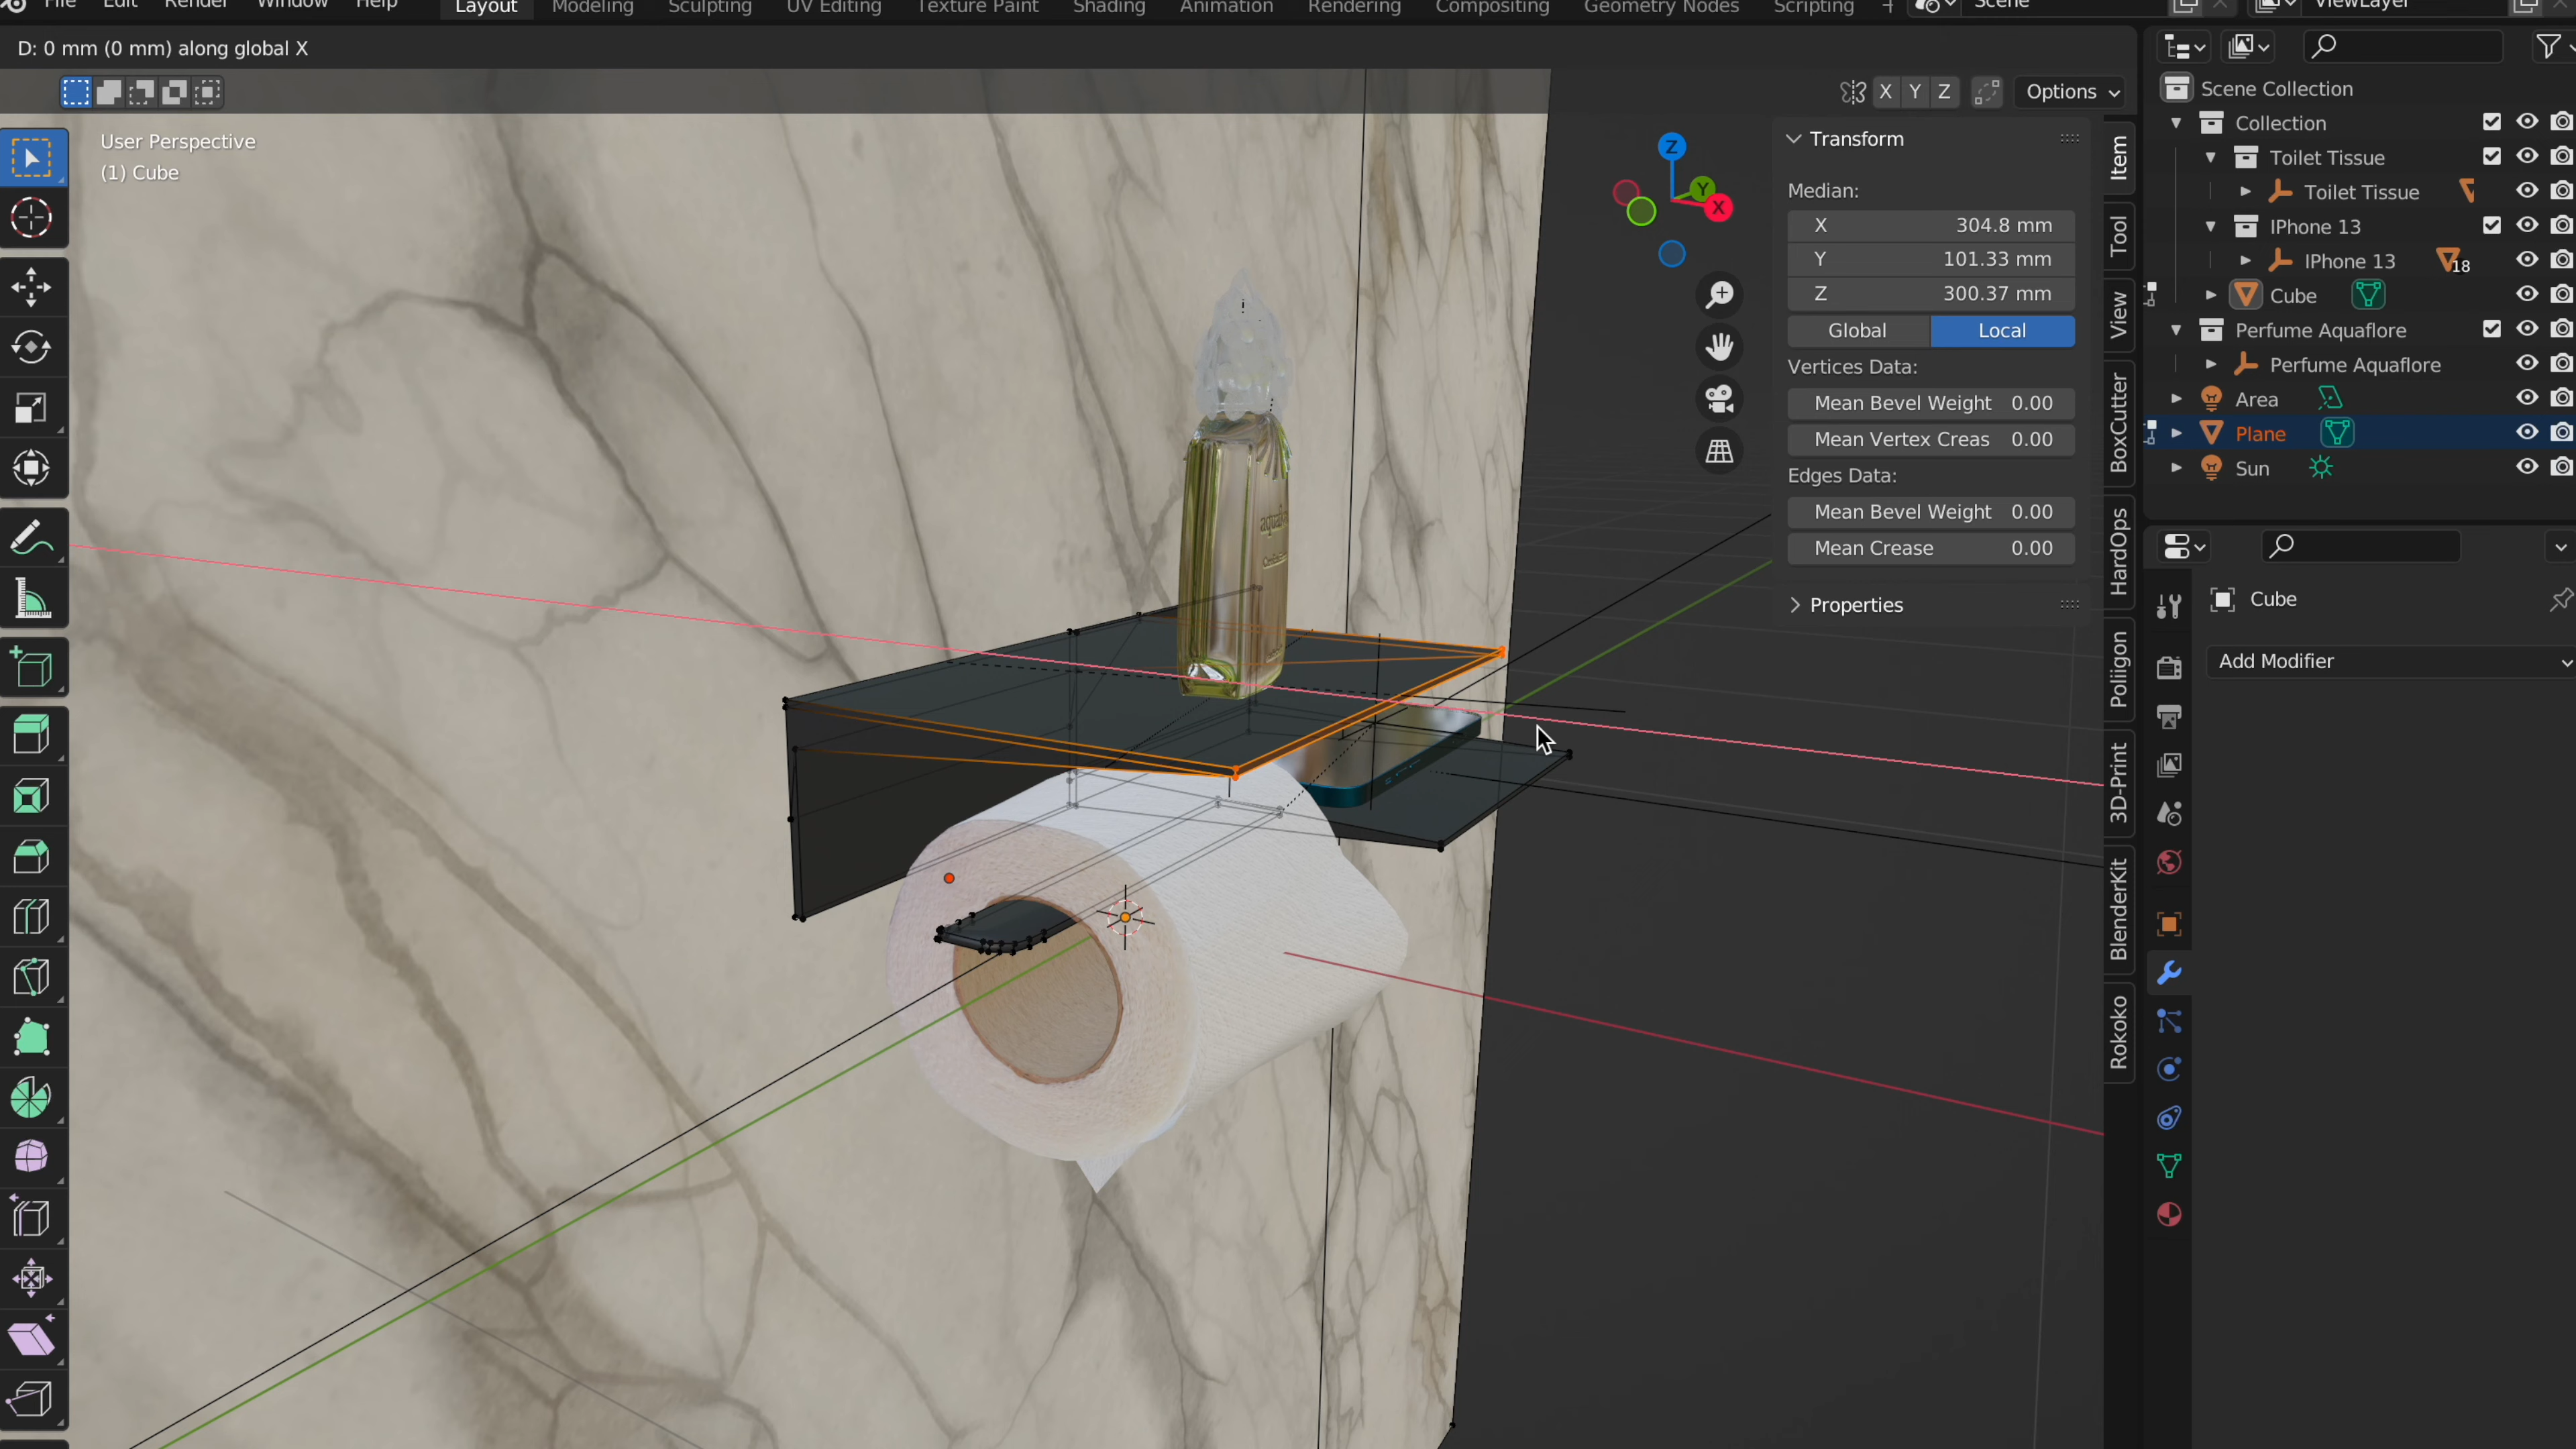 File Edit Render Window Help Layout Modeling Sculpting UV Editing Texture Paint Shading Animation Rendering Compositing Geometry Nodes Scripting + Scene ViewLayer
D: 0 mm (0 mm) along global X
X Y Z Options
User Perspective
(1) Cube
Z
Y
X
Transform
Median:
X 304.8 mm
Y 101.33 mm
Z 300.37 mm
Global Local
Vertices Data:
Mean Bevel Weight 0.00
Mean Vertex Creas 0.00
Edges Data:
Mean Bevel Weight 0.00
Mean Crease 0.00
Properties
Item
Tool
View
BoxCutter
HardOps
Poliigon
3D-Print
BlenderKit
Rokoko
Scene Collection
Collection
Toilet Tissue
Toilet Tissue
IPhone 13
IPhone 13 18
Cube
Perfume Aquaflore
Perfume Aquaflore
Area
Plane
Sun
Cube
Add Modifier